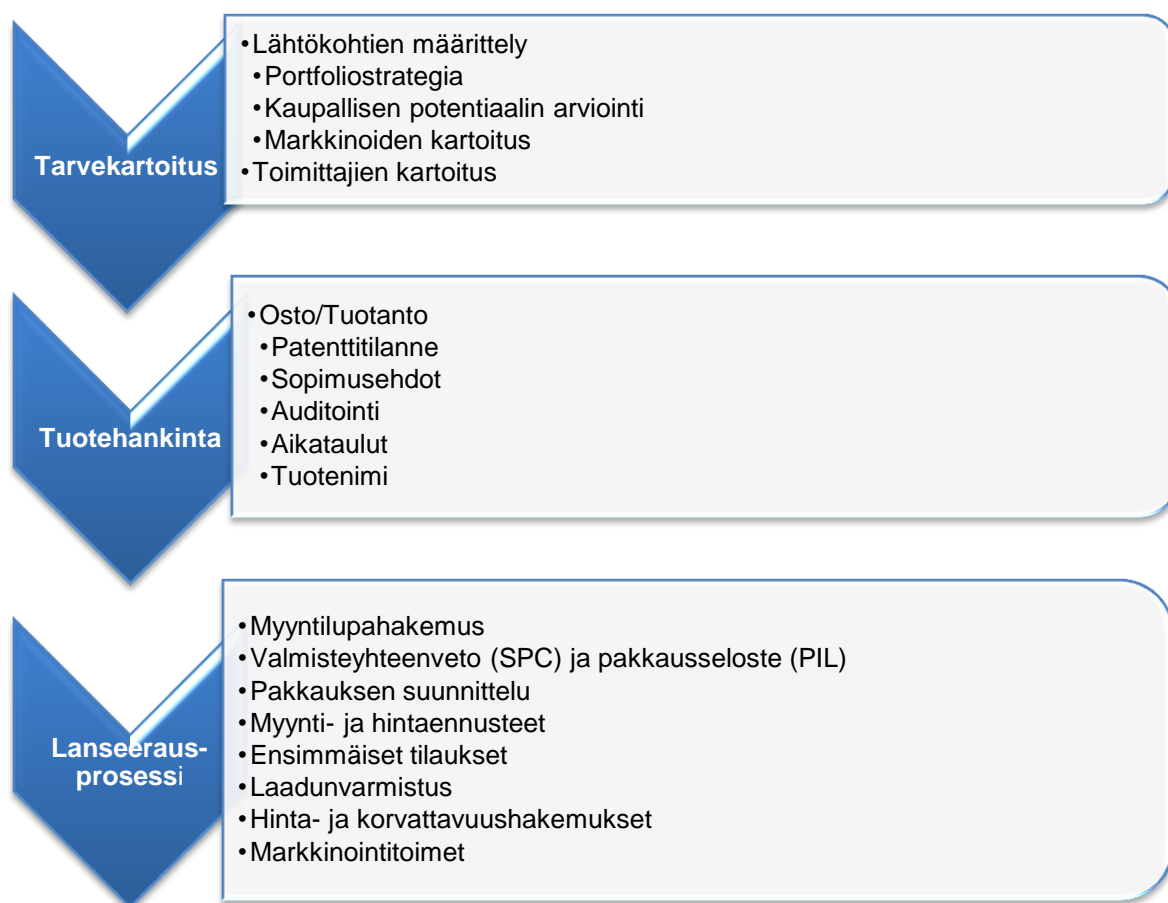 Tarvekartoitus
•Lähtökohtien määrittely
•Portfoliostrategia
•Kaupallisen potentiaalin arviointi
•Markkinoiden kartoitus
•Toimittajien kartoitus
Tuotehankinta
•Osto/Tuotanto
•Patenttitilanne
•Sopimusehdot
•Auditointi
•Aikataulut
•Tuotenimi
Lanseeraus-
prosessi
•Myyntilupahakemus
•Valmisteyhteenveto (SPC) ja pakkausseloste (PIL)
•Pakkauksen suunnittelu
•Myynti- ja hintaennusteet
•Ensimmäiset tilaukset
•Laadunvarmistus
•Hinta- ja korvattavuushakemukset
•Markkinointitoimet